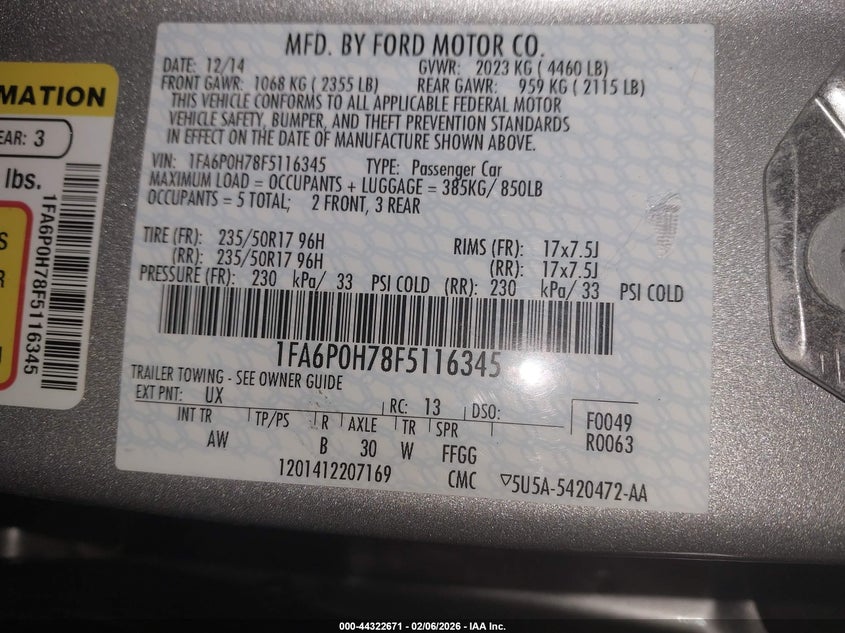 MFD. BY FORD MOTOR CO.
DATE: 12/14 GVWR: 2023 KG ( 4460 LB)
FRONT GAWR: 1068 KG ( 2355 LB) REAR GAWR: 959 KG ( 2115 LB)
THIS VEHICLE CONFORMS TO ALL APPLICABLE FEDERAL MOTOR
VEHICLE SAFETY, BUMPER, AND THEFT PREVENTION STANDARDS
IN EFFECT ON THE DATE OF MANUFACTURE SHOWN ABOVE.
VIN: 1FA6P0H78F5116345 TYPE: Passenger Car
MAXIMUM LOAD = OCCUPANTS + LUGGAGE = 385KG/ 850LB
OCCUPANTS = 5 TOTAL; 2 FRONT, 3 REAR
TIRE (FR): 235/50R17 96H RIMS (FR): 17x7.5J
(RR): 235/50R17 96H (RR): 17x7.5J
PRESSURE (FR): 230 kPa/ 33 PSI COLD (RR): 230 kPa/ 33 PSI COLD
1FA6P0H78F5116345
TRAILER TOWING - SEE OWNER GUIDE
EXT PNT: UX RC: 13 DSO: F0049
INT TR TP/PS R AXLE TR SPR R0063
AW B 30 W FFGG
1201412207169 CMC 5U5A-5420472-AA
MATION
EAR: 3
lbs.
S
R
1FA6P0H78F5116345
000-44322671 - 02/06/2026 - IAA Inc.